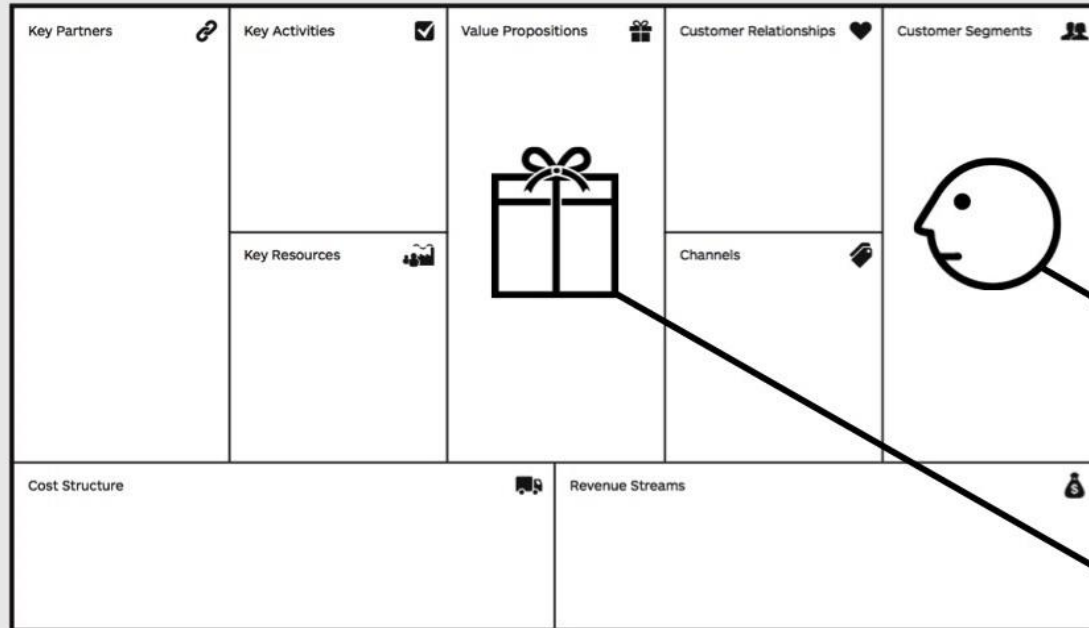 Key Partners
Key Activities
Value Propositions
Customer Relationships
Customer Segments
Key Resources
Channels
Cost Structure
Revenue Streams
$